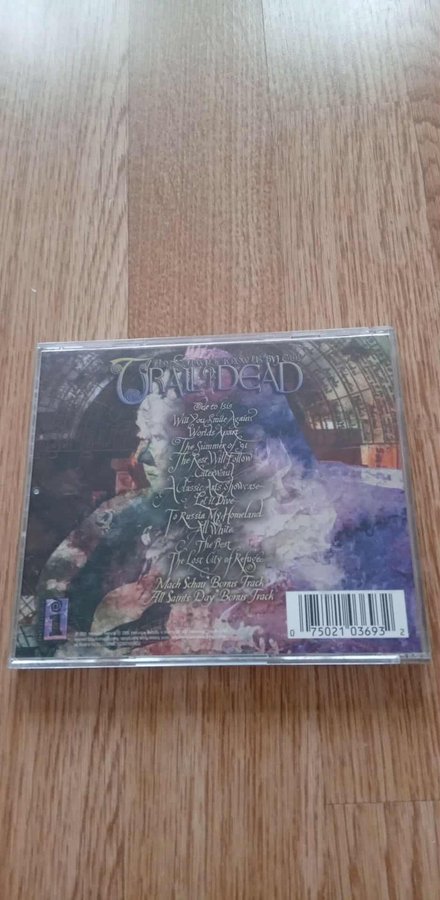 TRAIL OF DEAD
Ode to Isis
Will You Smile Again
Worlds Apart
The Summer of '91
The Rest Will Follow
Caterwaul
A Classic Arts Showcase
Let it Dive
To Russia My Homeland
All White
The Best
The Lost City of Refuge
Mach Schau "Bonus Track"
All Saints Day "Bonus Track"
i
0 75021 03693 2